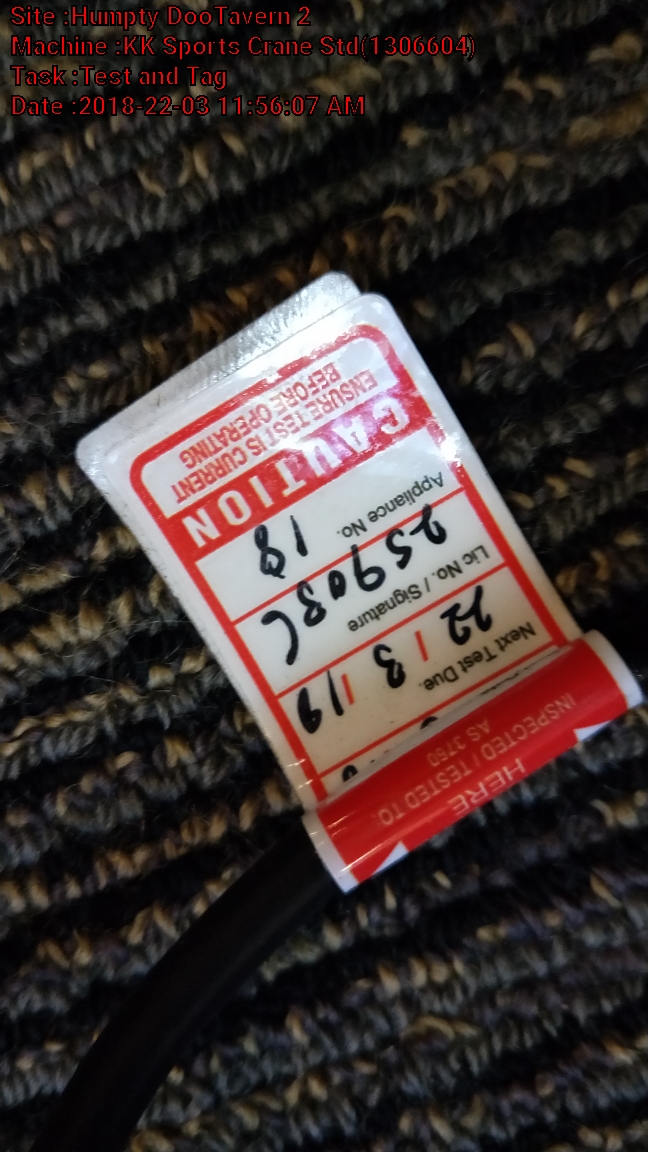 Site :Humpty DooTavern 2
Machine :KK Sports Crane Std(1306604)
Task :Test and Tag
Date :2018-22-03 11:56:07 AM
HERE
INSPECTED / TESTED TO:
AS 3760
Next Test Due.
22 / 3 / 19
Lic No. / Signature
Appliance No.
18
CAUTION
ENSURE TEST IS CURRENT
BEFORE OPERATING